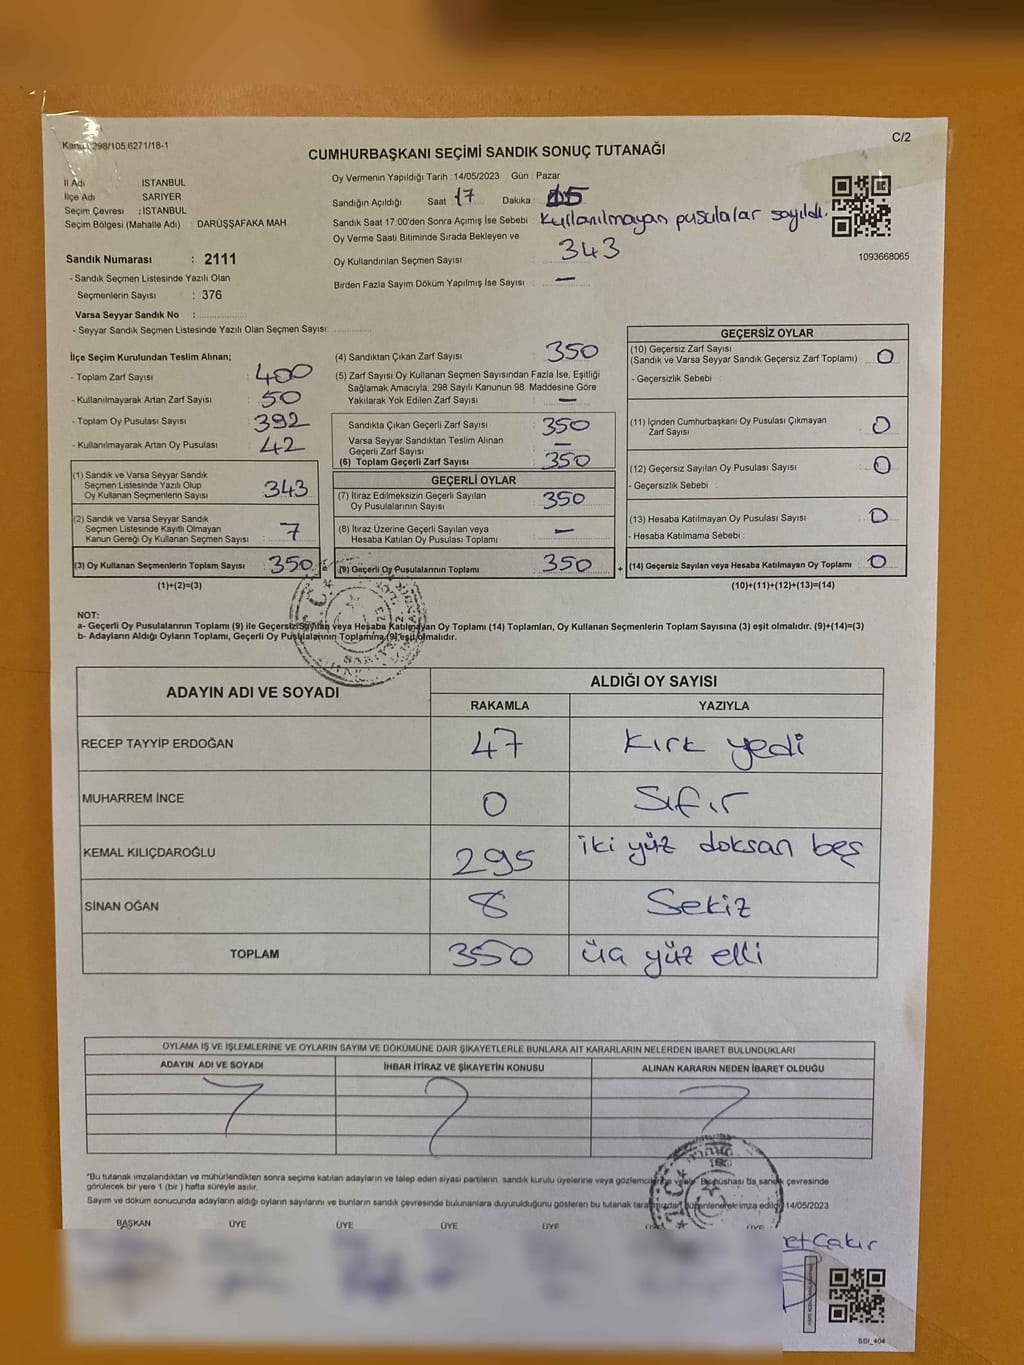 Kanun:298/105,6271/18-1
C/2
CUMHURBAŞKANI SEÇİMİ SANDIK SONUÇ TUTANAĞI
İl Adı İSTANBUL
İlçe Adı : SARIYER
Seçim Çevresi : İSTANBUL
Seçim Bölgesi (Mahalle Adı) DARÜŞŞAFAKA MAH.
Oy Vermenin Yapıldığı Tarih : 14/05/2023 Gün : Pazar
Sandığın Açıldığı Saat 17 Dakika :
Sandık Saat 17:00'den Sonra Açımış İse Sebebi : Kullanılmayan pusulalar sayıldı.
Oy Verme Saati Bitiminde Sırada Bekleyen ve
Oy Kullandırılan Seçmen Sayısı : 343
Birden Fazla Sayım Döküm Yapılmış İse Sayısı : —
1093668065
Sandık Numarası : 2111
- Sandık Seçmen Listesinde Yazılı Olan
Seçmenlerin Sayısı : 376
Varsa Seyyar Sandık No :
- Seyyar Sandık Seçmen Listesinde Yazılı Olan Seçmen Sayısı:
İlçe Seçim Kurulundan Teslim Alınan;
- Toplam Zarf Sayısı : 400
- Kullanılmayarak Artan Zarf Sayısı : 50
- Toplam Oy Pusulası Sayısı : 392
- Kullanılmayarak Artan Oy Pusulası : 42
(1) Sandık ve Varsa Seyyar Sandık
Seçmen Listesinde Yazılı Olup
Oy Kullanan Seçmenlerin Sayısı : 343
(2) Sandık ve Varsa Seyyar Sandık
Seçmen Listesinde Kayıtlı Olmayan
Kanun Gereği Oy Kullanan Seçmen Sayısı : 7
(3) Oy Kullanan Seçmenlerin Toplam Sayısı : 350
(1)+(2)=(3)
(4) Sandıktan Çıkan Zarf Sayısı : 350
(5) Zarf Sayısı Oy Kullanan Seçmen Sayısından Fazla İse, Eşitliği
Sağlamak Amacıyla, 298 Sayılı Kanunun 98. Maddesine Göre
Yakılarak Yok Edilen Zarf Sayısı : —
Sandıkta Çıkan Geçerli Zarf Sayısı : 350
Varsa Seyyar Sandıktan Teslim Alınan
Geçerli Zarf Sayısı : —
(6) Toplam Geçerli Zarf Sayısı : 350
GEÇERLİ OYLAR
(7) İtiraz Edilmeksizin Geçerli Sayılan
Oy Pusulalarının Sayısı : 350
(8) İtiraz Üzerine Geçerli Sayılan veya
Hesaba Katılan Oy Pusulası Toplamı : —
(9) Geçerli Oy Pusulalarının Toplamı : 350
+
GEÇERSİZ OYLAR
(10) Geçersiz Zarf Sayısı
(Sandık ve Varsa Seyyar Sandık Geçersiz Zarf Toplamı) : 0
- Geçersizlik Sebebi :
(11) İçinden Cumhurbaşkanı Oy Pusulası Çıkmayan
Zarf Sayısı : 0
(12) Geçersiz Sayılan Oy Pusulası Sayısı : 0
- Geçersizlik Sebebi :
(13) Hesaba Katılmayan Oy Pusulası Sayısı : 0
- Hesaba Katılmama Sebebi :
(14) Geçersiz Sayılan veya Hesaba Katılmayan Oy Toplamı : 0
(10)+(11)+(12)+(13)=(14)
NOT:
a- Geçerli Oy Pusulalarının Toplamı (9) ile Geçersiz Sayılan veya Hesaba Katılmayan Oy Toplamı (14) Toplamları, Oy Kullanan Seçmenlerin Toplam Sayısına (3) eşit olmalıdır. (9)+(14)=(3)
b- Adayların Aldığı Oyların Toplamı, Geçerli Oy Pusulalarının Toplamına (9) eşit olmalıdır.
ADAYIN ADI VE SOYADI ALDIĞI OY SAYISI
RAKAMLA YAZIYLA
RECEP TAYYİP ERDOĞAN 47 Kırk yedi
MUHARREM İNCE 0 Sıfır
KEMAL KILIÇDAROĞLU 295 iki yüz doksan beş
SİNAN OĞAN 8 Sekiz
TOPLAM 350 üç yüz elli
OYLAMA İŞ VE İŞLEMLERİNE VE OYLARIN SAYIM VE DÖKÜMÜNE DAİR ŞİKAYETLERLE BUNLARA AİT KARARLARIN NELERDEN İBARET BULUNDUKLARI
ADAYIN ADI VE SOYADI İHBAR İTİRAZ VE ŞİKAYETİN KONUSU ALINAN KARARIN NEDEN İBARET OLDUĞU
*Bu tutanak imzalandıktan ve mühürlendikten sonra seçime katılan adayların ve talep eden siyasi partilerin sandık kurulu üyelerine veya gözlemcilerine verilir. Bir nüshası da sandık çevresinde
görülecek bir yere 1 (bir) hafta süreyle asılır.
Sayım ve döküm sonucunda adayların aldığı oyların sayılarını ve bunların sandık çevresinde bulunanlara duyurulduğunu gösteren bu tutanak tarafımızdan düzenlenerek imza edildi. 14/05/2023
BAŞKAN ÜYE ÜYE ÜYE ÜYE ÜYE ÜYE
Çakır
SSI_404